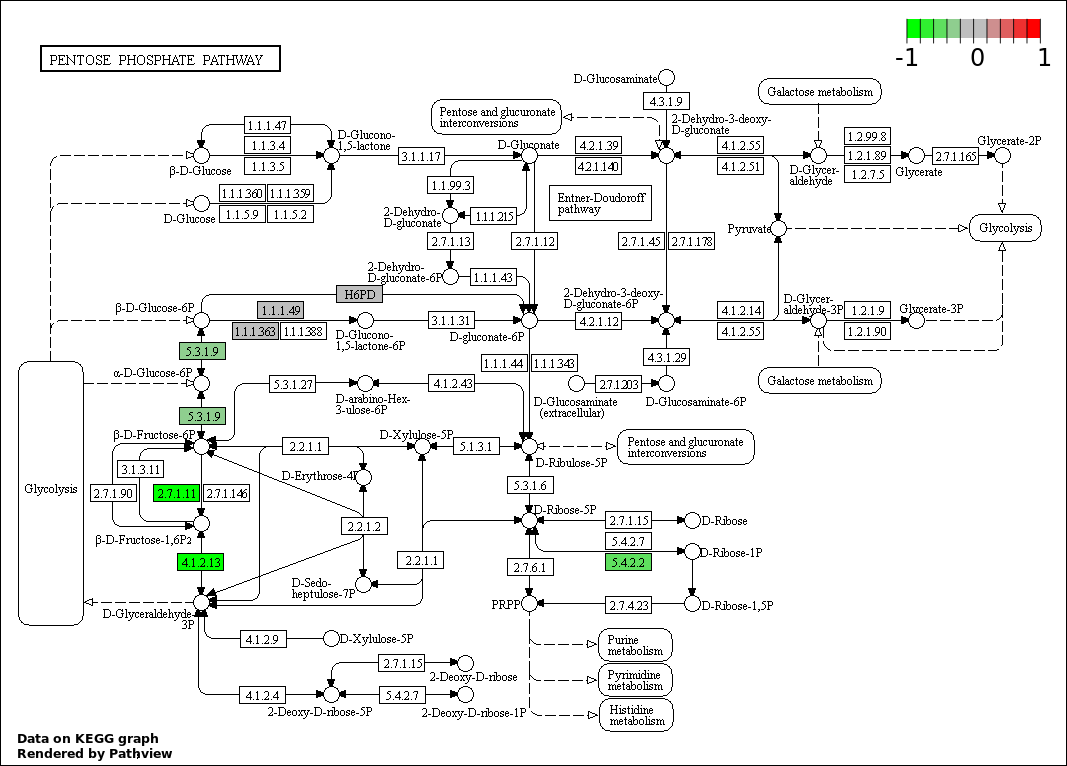 PENTOSE PHOSPHATE PATHWAY
-1 0 1
D-Glucosaminate
4.3.1.9
Galactose metabolism
Pentose and glucuronate
interconversions
2-Dehydro-3-deoxy-
D-gluconate
1.1.1.47
D-Glucono-
1,5-lactone
1.1.3.4
1.1.3.5
β-D-Glucose
3.1.1.17
D-Gluconate
4.2.1.39
4.2.1.140
4.1.2.55
4.1.2.51
D-Glycer-
aldehyde
1.2.99.8
1.2.1.89
1.2.7.5
Glycerate
2.7.1.165
Glycerate-2P
1.1.1.360
1.1.1.359
1.1.5.9
1.1.5.2
D-Glucose
1.1.99.3
2-Dehydro-
D-gluconate
1.1.1.215
Entner-Doudoroff
pathway
2.7.1.13
2.7.1.12
2.7.1.45
2.7.1.178
Pyruvate
Glycolysis
2-Dehydro-
D-gluconate-6P
1.1.1.43
H6PD
β-D-Glucose-6P
1.1.1.49
1.1.1.363
1.1.1.388
D-Glucono-
1,5-lactone-6P
3.1.1.31
D-gluconate-6P
2-Dehydro-3-deoxy-
D-gluconate-6P
4.2.1.12
4.1.2.14
4.1.2.55
D-Glycer-
aldehyde-3P
1.2.1.9
1.2.1.90
Glycerate-3P
5.3.1.9
1.1.1.44
1.1.1.343
4.3.1.29
α-D-Glucose-6P
5.3.1.27
D-arabino-Hex-
3-ulose-6P
4.1.2.43
2.7.1.203
D-Glucosaminate
(extracellular)
D-Glucosaminate-6P
Galactose metabolism
5.3.1.9
β-D-Fructose-6P
2.2.1.1
D-Xylulose-5P
5.1.3.1
D-Ribulose-5P
Pentose and glucuronate
interconversions
3.1.3.11
D-Erythrose-4P
Glycolysis
2.7.1.90
2.7.1.11
2.7.1.146
5.3.1.6
D-Ribose-5P
2.2.1.2
2.7.1.15
D-Ribose
β-D-Fructose-1,6P2
5.4.2.7
D-Ribose-1P
4.1.2.13
2.2.1.1
5.4.2.2
2.7.6.1
D-Sedo-
heptulose-7P
D-Glyceraldehyde-
3P
PRPP
2.7.4.23
D-Ribose-1,5P
4.1.2.9
D-Xylulose-5P
Purine
metabolism
2.7.1.15
2-Deoxy-D-ribose
Pyrimidine
metabolism
4.1.2.4
2-Deoxy-D-ribose-5P
5.4.2.7
2-Deoxy-D-ribose-1P
Histidine
metabolism
Data on KEGG graph
Rendered by Pathview